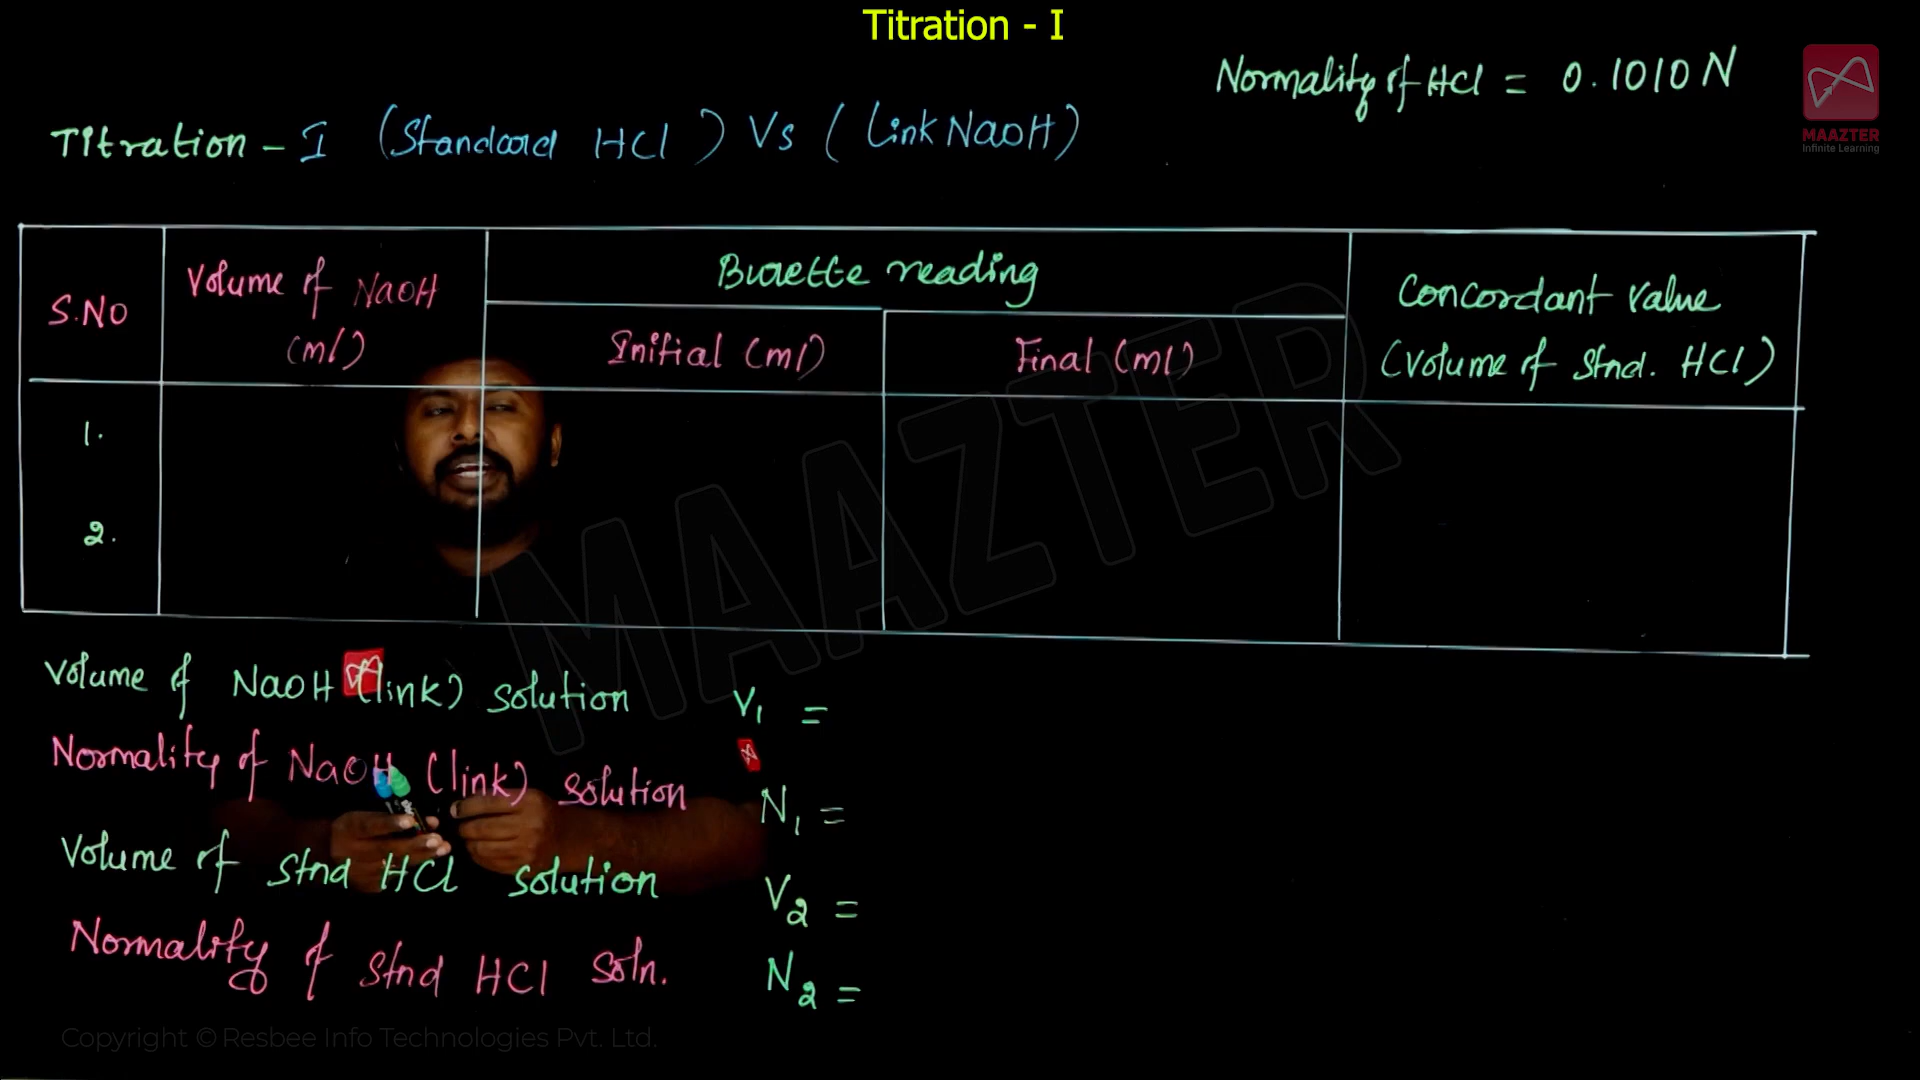 Titration - I
Normality of HCl = 0.1010 N
MAAZTER
Infinite Learning
Titration - I (Standard HCl) Vs (Link NaOH)
S.NO
Volume of NaOH
(ml)
Burette reading
Initial (ml)
Final (ml)
Concordant value
(Volume of Stnd. HCl)
1.
2.
MAAZTER
Volume of NaOH (link) solution V1 =
Normality of NaOH (link) solution N1 =
Volume of Stnd HCl solution V2 =
Normality of Stnd HCl soln. N2 =
Copyright © Resbee Info Technologies Pvt. Ltd.